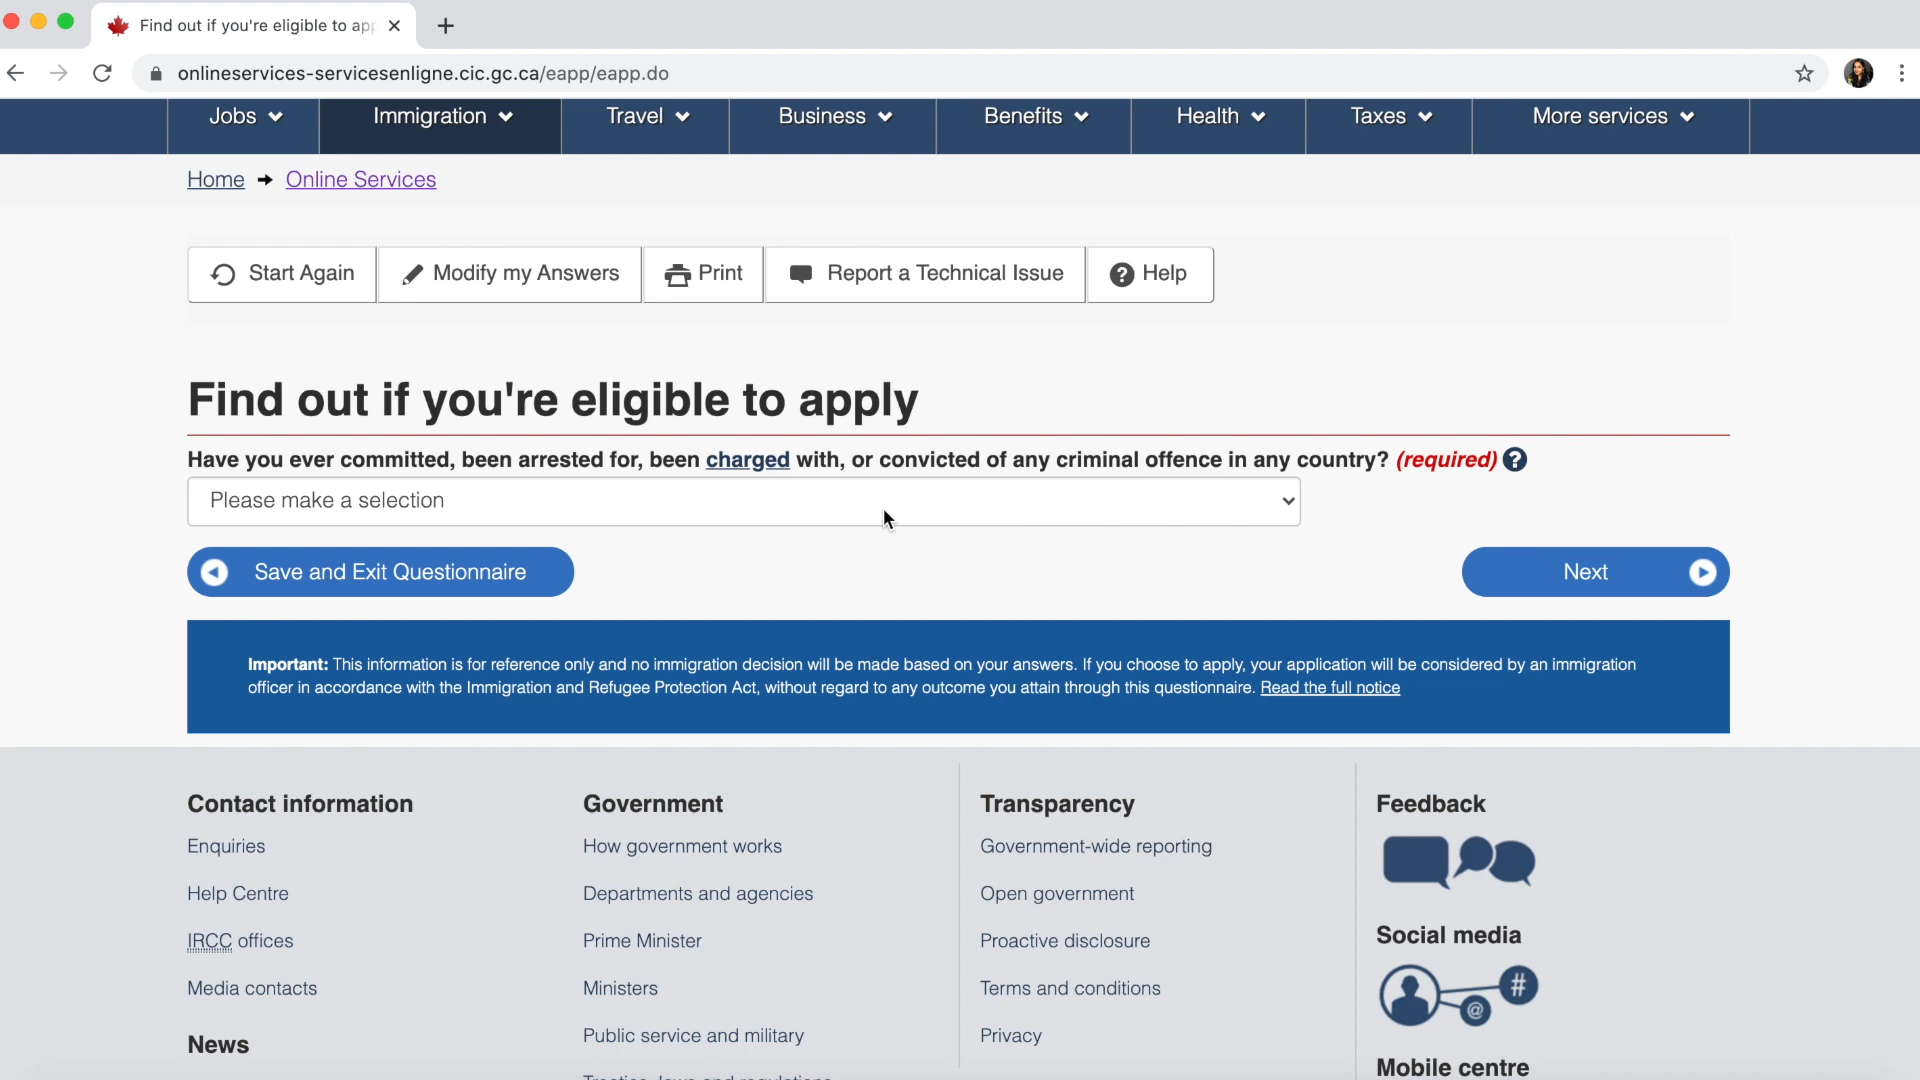 Find out if you're eligible to ap
onlineservices-servicesenligne.cic.gc.ca/eapp/eapp.do
Jobs Immigration Travel Business Benefits Health Taxes More services
Home Online Services
Start Again Modify my Answers Print Report a Technical Issue Help
Find out if you're eligible to apply
Have you ever committed, been arrested for, been charged with, or convicted of any criminal offence in any country? (required)
Please make a selection
Save and Exit Questionnaire Next
Important: This information is for reference only and no immigration decision will be made based on your answers. If you choose to apply, your application will be considered by an immigration
officer in accordance with the Immigration and Refugee Protection Act, without regard to any outcome you attain through this questionnaire. Read the full notice
Contact information
Enquiries
Help Centre
IRCC offices
Media contacts
News
Government
How government works
Departments and agencies
Prime Minister
Ministers
Public service and military
Transparency
Government-wide reporting
Open government
Proactive disclosure
Terms and conditions
Privacy
Feedback
Social media
# @
Mobile centre